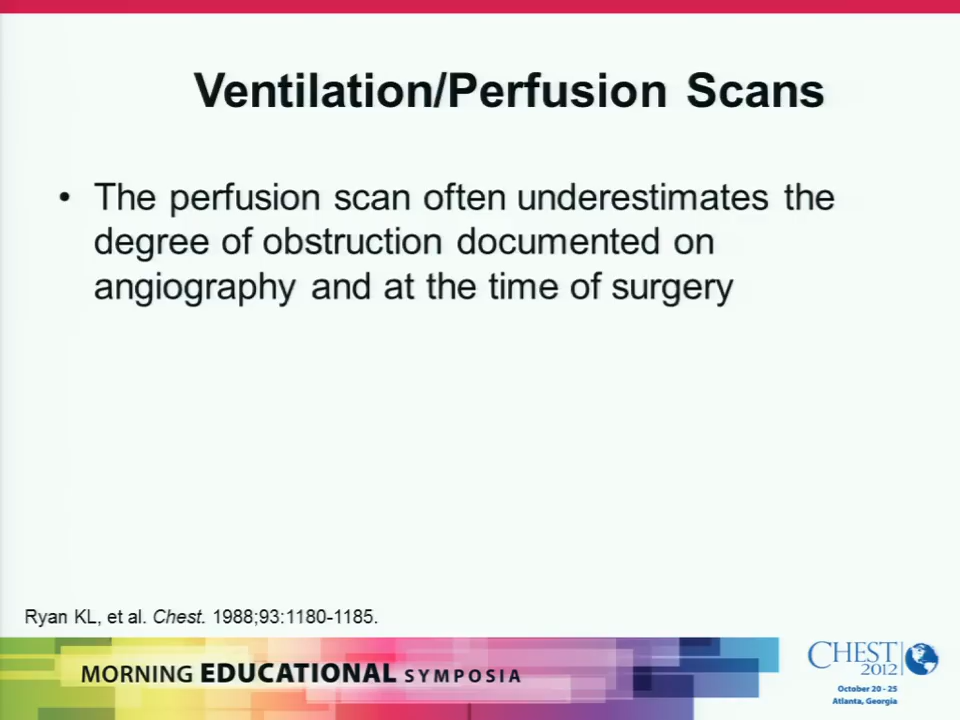 Ventilation/Perfusion Scans
• The perfusion scan often underestimates the
degree of obstruction documented on
angiography and at the time of surgery
Ryan KL, et al. Chest. 1988;93:1180-1185.
MORNING EDUCATIONAL SYMPOSIA
CHEST
2012
October 20 - 25
Atlanta, Georgia